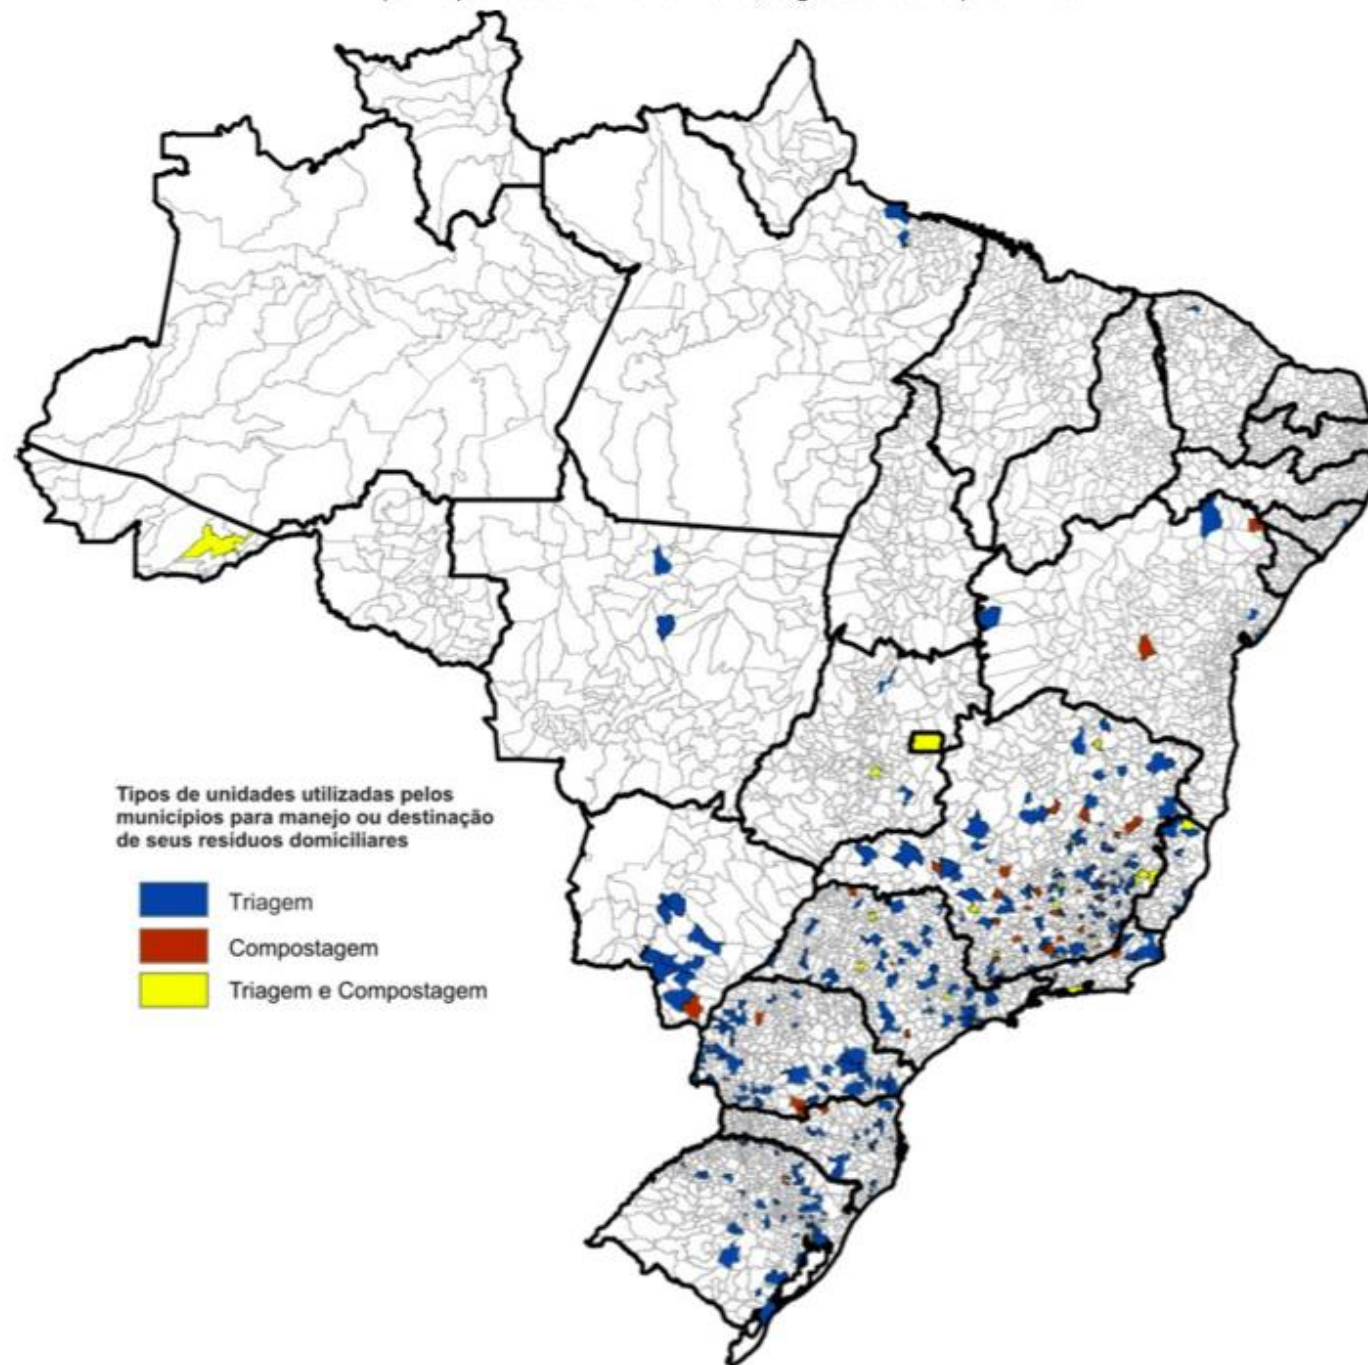 Tipos de unidades utilizadas pelos
municípios para manejo ou destinação
de seus resíduos domiciliares
Triagem
Compostagem
Triagem e Compostagem